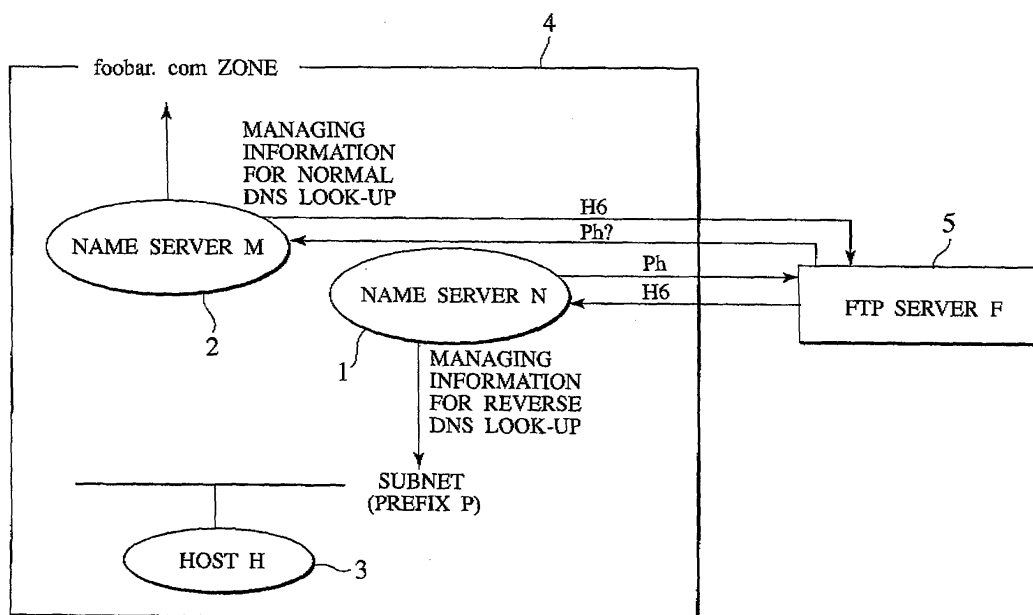 4
foobar. com ZONE
MANAGING
INFORMATION
FOR NORMAL
DNS LOOK-UP
H6
Ph?
5
NAME SERVER M
Ph
NAME SERVER N
H6
FTP SERVER F
2
1
MANAGING
INFORMATION
FOR REVERSE
DNS LOOK-UP
SUBNET
(PREFIX P)
HOST H
3